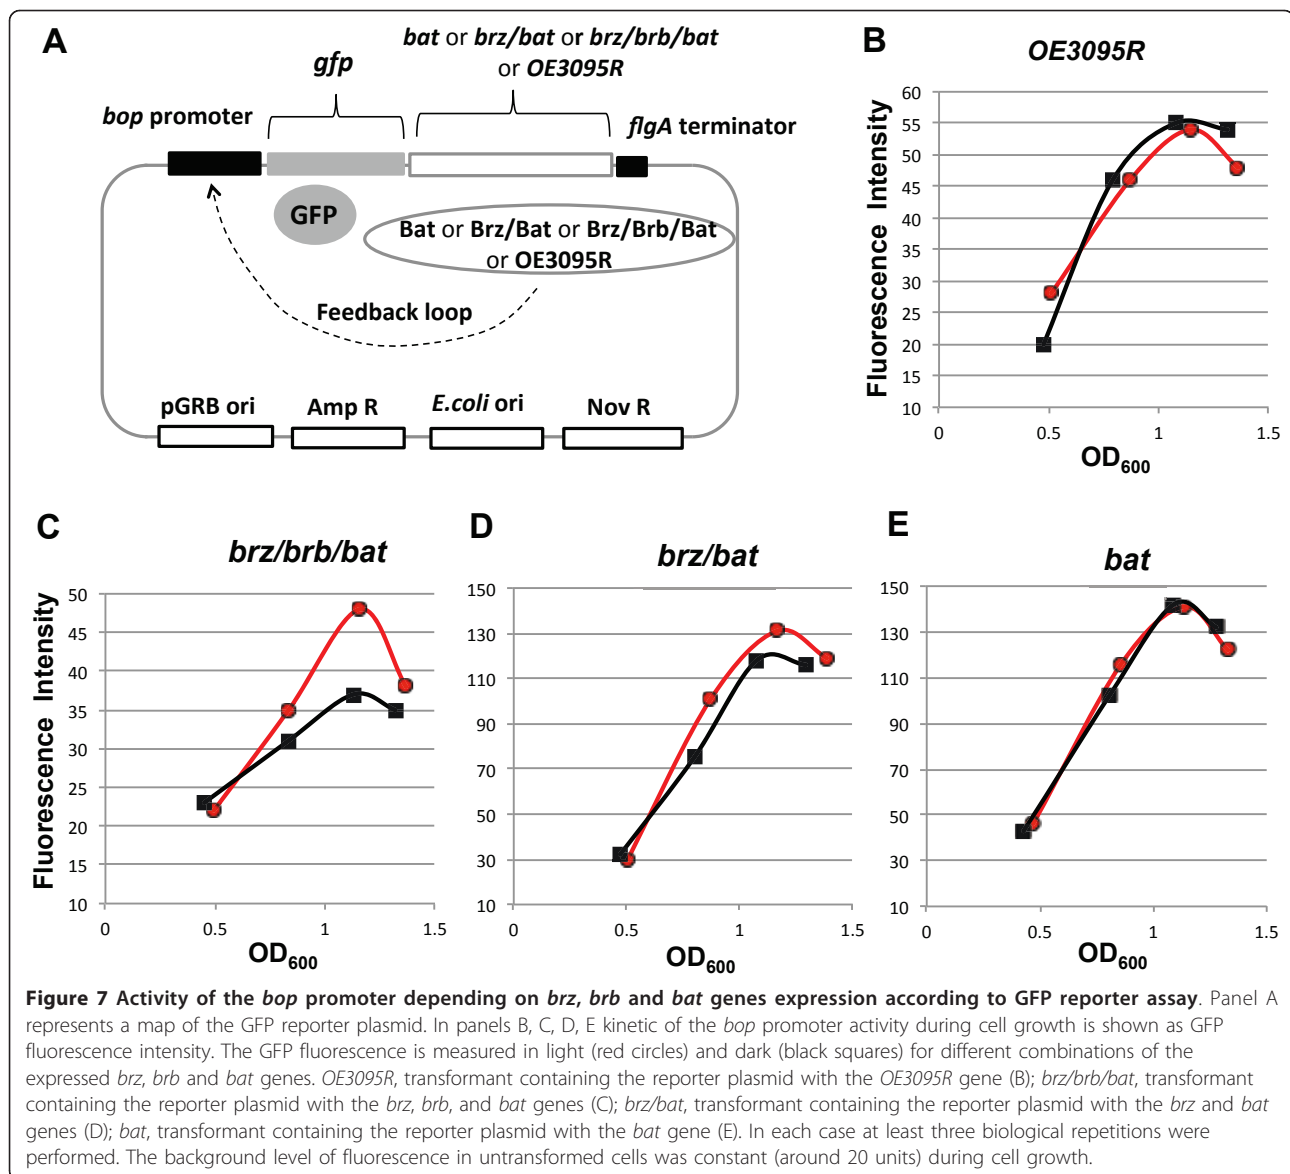 A
bat or brz/bat or brz/brb/bat
or OE3095R
gfp
bop promoter
flgA terminator
GFP
Bat or Brz/Bat or Brz/Brb/Bat
or OE3095R
Feedback loop
pGRB ori
Amp R
E.coli ori
Nov R
B
OE3095R
Fluorescence Intensity
60
55
50
45
40
35
30
25
20
15
10
0
0.5
1
1.5
OD600
C
brz/brb/bat
Fluorescence Intensity
50
45
40
35
30
25
20
15
10
0
0.5
1
1.5
OD600
D
brz/bat
150
130
110
90
70
50
30
10
0
0.5
1
1.5
OD600
E
bat
150
130
110
90
70
50
30
10
0
0.5
1
1.5
OD600
Figure 7 Activity of the bop promoter depending on brz, brb and bat genes expression according to GFP reporter assay. Panel A
represents a map of the GFP reporter plasmid. In panels B, C, D, E kinetic of the bop promoter activity during cell growth is shown as GFP
fluorescence intensity. The GFP fluorescence is measured in light (red circles) and dark (black squares) for different combinations of the
expressed brz, brb and bat genes. OE3095R, transformant containing the reporter plasmid with the OE3095R gene (B); brz/brb/bat, transformant
containing the reporter plasmid with the brz, brb, and bat genes (C); brz/bat, transformant containing the reporter plasmid with the brz and bat
genes (D); bat, transformant containing the reporter plasmid with the bat gene (E). In each case at least three biological repetitions were
performed. The background level of fluorescence in untransformed cells was constant (around 20 units) during cell growth.